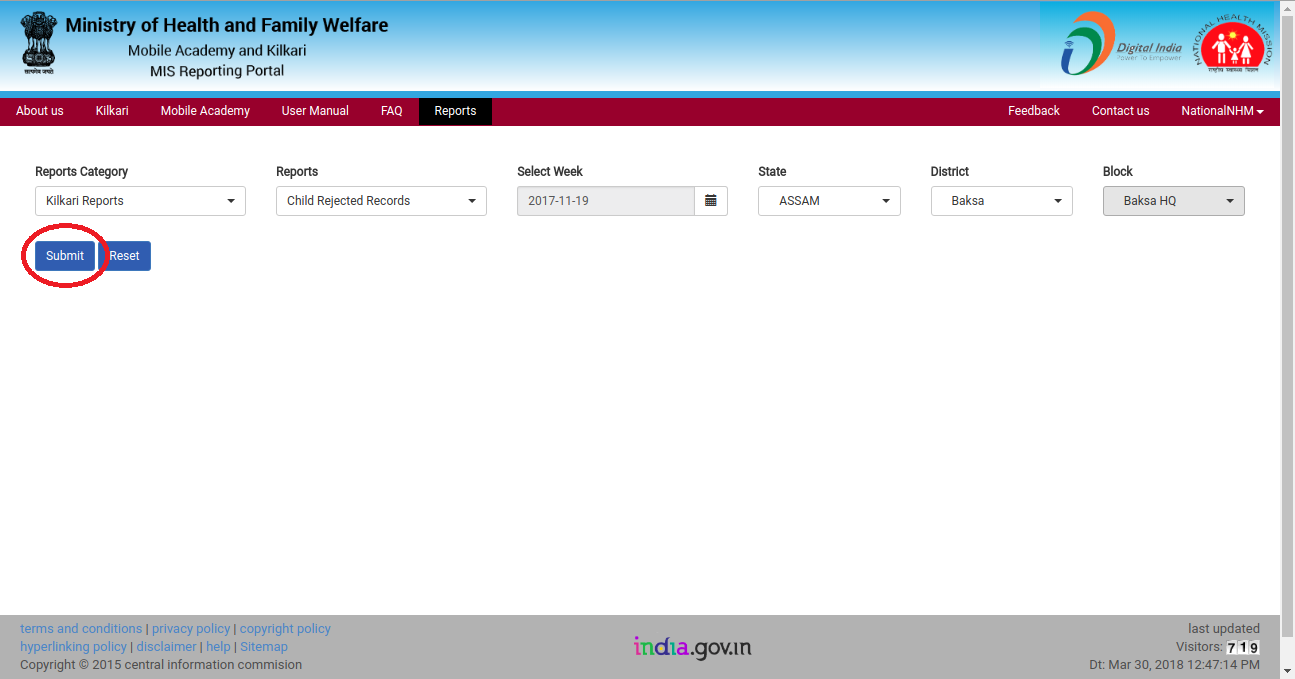 Ministry of Health and Family Welfare
Mobile Academy and Kilkari
MIS Reporting Portal
सत्यमेव जयते
Digital India
Power To Empower
NATIONAL HEALTH MISSION
राष्ट्रीय स्वास्थ्य मिशन
About us Kilkari Mobile Academy User Manual FAQ Reports Feedback Contact us NationalNHM
Reports Category Reports Select Week State District Block
Kilkari Reports Child Rejected Records 2017-11-19 ASSAM Baksa Baksa HQ
Submit Reset
terms and conditions | privacy policy | copyright policy
hyperlinking policy | disclaimer | help | Sitemap
Copyright © 2015 central information commision
india.gov.in
last updated
Visitors: 719
Dt: Mar 30, 2018 12:47:14 PM